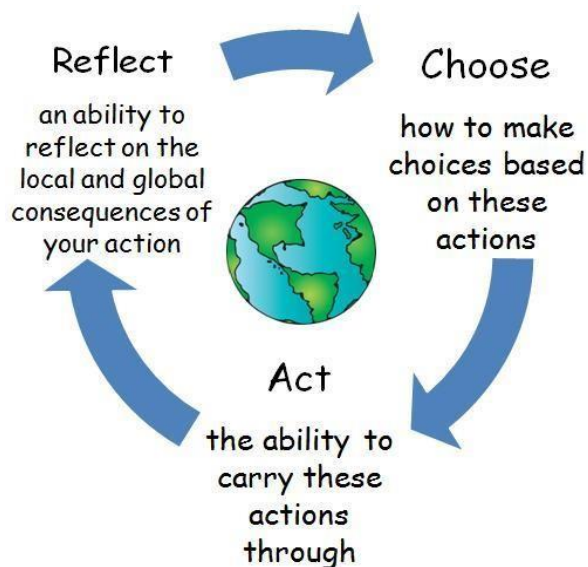 Reflect
an ability to
reflect on the
local and global
consequences of
your action
Choose
how to make
choices based
on these
actions
Act
the ability to
carry these
actions
through